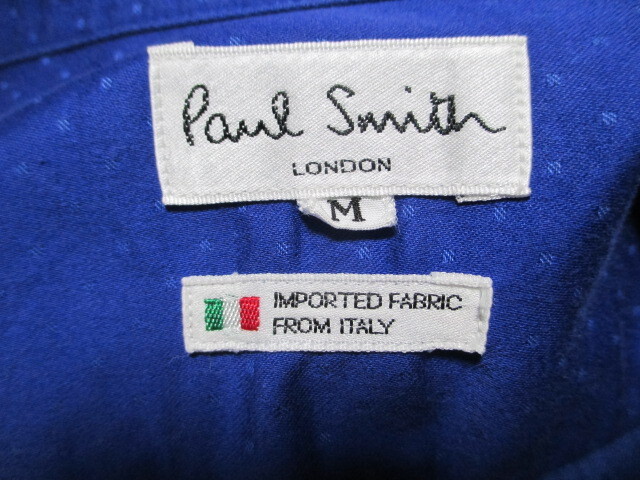 Paul Smith
LONDON
M
IMPORTED FABRIC
FROM ITALY